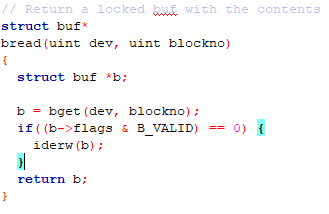 // Return a locked buf with the contents
struct buf*
bread(uint dev, uint blockno)
{
  struct buf *b;

  b = bget(dev, blockno);
  if((b->flags & B_VALID) == 0) {
    iderw(b);
  }
  return b;
}